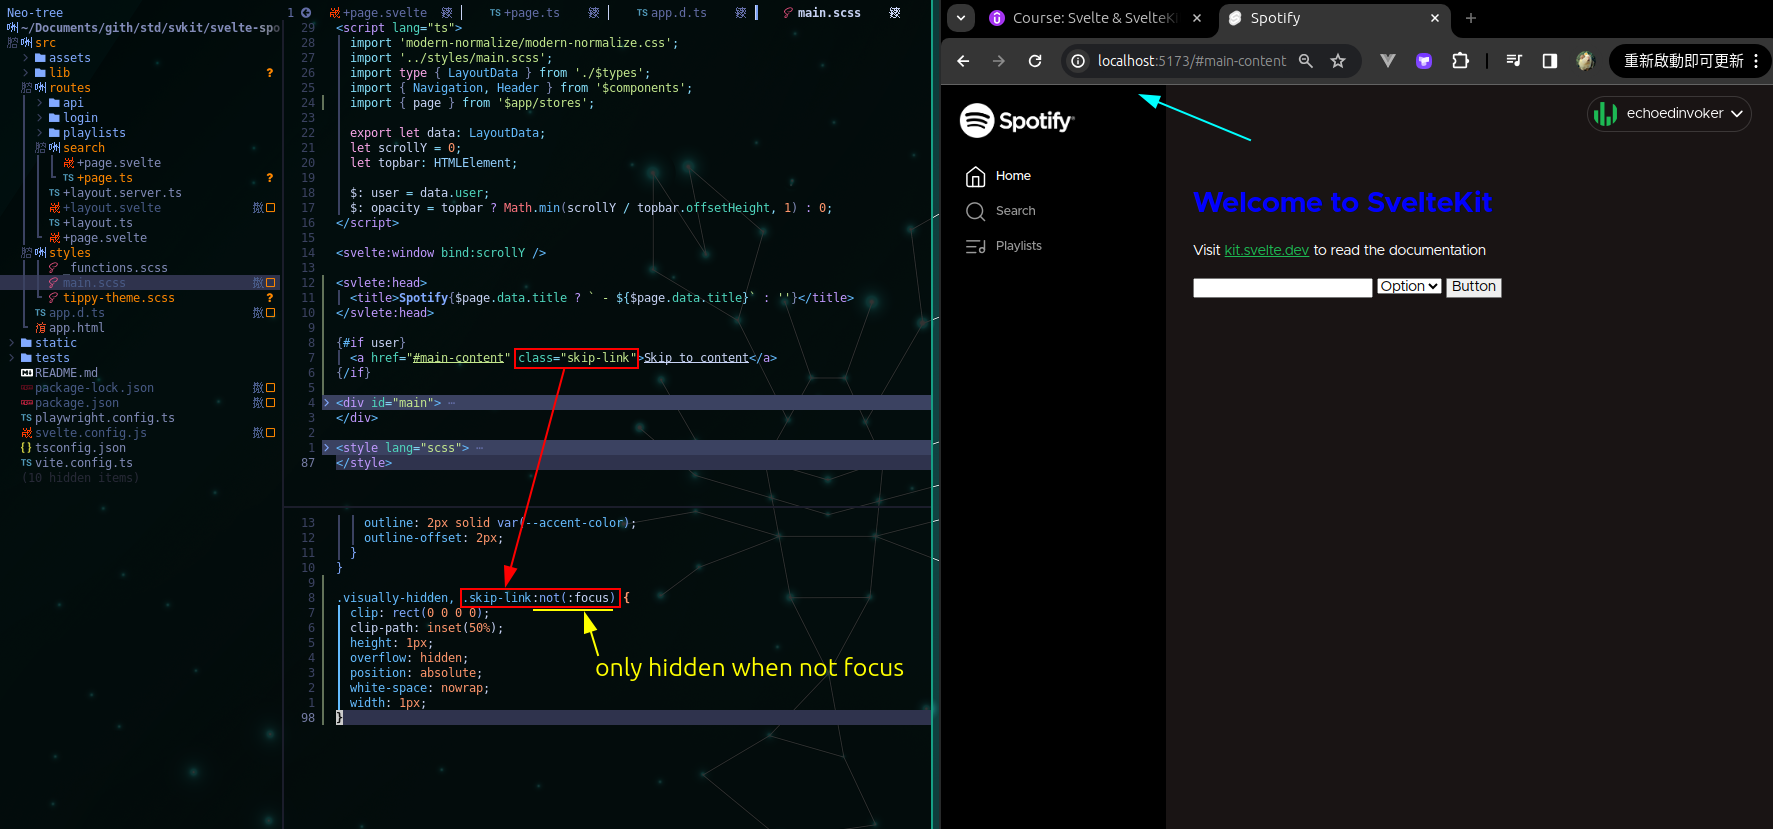 Neo-tree
~/Documents/gith/std/svkit/svelte-spo
src
assets
lib ?
routes
api
login
playlists
search
+page.svelte
TS +page.ts ?
TS +layout.server.ts
+layout.svelte
TS +layout.ts
+page.svelte
styles
_functions.scss
main.scss
tippy-theme.scss ?
TS app.d.ts
app.html
static
tests
README.md
package-lock.json
package.json
TS playwright.config.ts
svelte.config.js
{} tsconfig.json
TS vite.config.ts
(10 hidden items)
1 +page.svelte TS +page.ts TS app.d.ts main.scss
29 <script lang="ts">
28 import 'modern-normalize/modern-normalize.css';
27 import '../styles/main.scss';
26 import type { LayoutData } from './$types';
25 import { Navigation, Header } from '$components';
24 import { page } from '$app/stores';
23
22 export let data: LayoutData;
21 let scrollY = 0;
20 let topbar: HTMLElement;
19
18 $: user = data.user;
17 $: opacity = topbar ? Math.min(scrollY / topbar.offsetHeight, 1) : 0;
16 </script>
15
14 <svelte:window bind:scrollY />
13
12 <svlete:head>
11 <title>Spotify{$page.data.title ? ` - ${$page.data.title}` : ''}</title>
10 </svlete:head>
9
8 {#if user}
7 <a href="#main-content" class="skip-link">Skip to content</a>
6 {/if}
5
4 <div id="main"> ⋯
3 </div>
2
1 <style lang="scss"> ⋯
87 </style>
13 outline: 2px solid var(--accent-color);
12 outline-offset: 2px;
11 }
10 }
9
8 .visually-hidden, .skip-link:not(:focus) {
7 clip: rect(0 0 0 0);
6 clip-path: inset(50%);
5 height: 1px;
4 overflow: hidden;
3 position: absolute;
2 white-space: nowrap;
1 width: 1px;
98 }
only hidden when not focus
Course: Svelte & SvelteKi
Spotify
localhost:5173/#main-content
重新啟動即可更新
Spotify
echoedinvoker
Home
Search
Playlists
Welcome to SvelteKit
Visit kit.svelte.dev to read the documentation
Option
Button